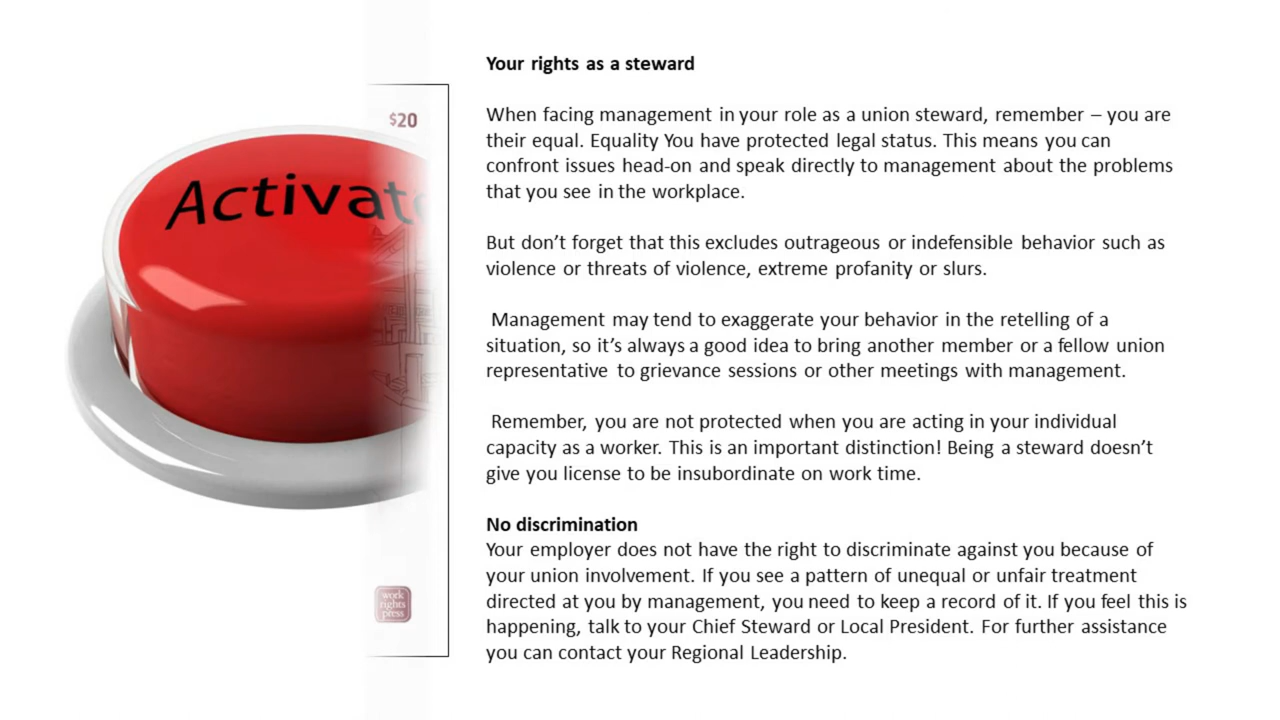 Activate
$20
work
rights
press
Your rights as a steward
When facing management in your role as a union steward, remember – you are
their equal. Equality You have protected legal status. This means you can
confront issues head-on and speak directly to management about the problems
that you see in the workplace.
But don’t forget that this excludes outrageous or indefensible behavior such as
violence or threats of violence, extreme profanity or slurs.
Management may tend to exaggerate your behavior in the retelling of a
situation, so it’s always a good idea to bring another member or a fellow union
representative to grievance sessions or other meetings with management.
Remember, you are not protected when you are acting in your individual
capacity as a worker. This is an important distinction! Being a steward doesn’t
give you license to be insubordinate on work time.
No discrimination
Your employer does not have the right to discriminate against you because of
your union involvement. If you see a pattern of unequal or unfair treatment
directed at you by management, you need to keep a record of it. If you feel this is
happening, talk to your Chief Steward or Local President. For further assistance
you can contact your Regional Leadership.